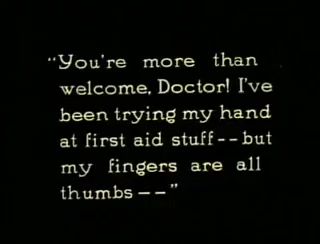 “You're more than
welcome, Doctor! I've
been trying my hand
at first aid stuff--but
my fingers are all
thumbs--”